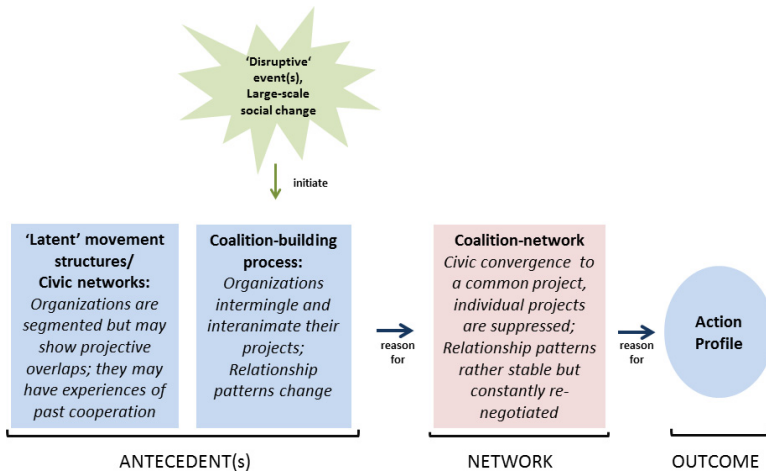 ‘Disruptive‘
event(s),
Large-scale
social change
initiate
‘Latent’ movement
structures/
Civic networks:
Organizations are
segmented but may
show projective
overlaps; they may
have experiences of
past cooperation
Coalition-building
process:
Organizations
intermingle and
interanimate their
projects;
Relationship
patterns change
reason
for
Coalition-network
Civic convergence to
a common project,
individual projects
are suppressed;
Relationship patterns
rather stable but
constantly re-
negotiated
reason
for
Action
Profile
ANTECEDENT(s)
NETWORK
OUTCOME